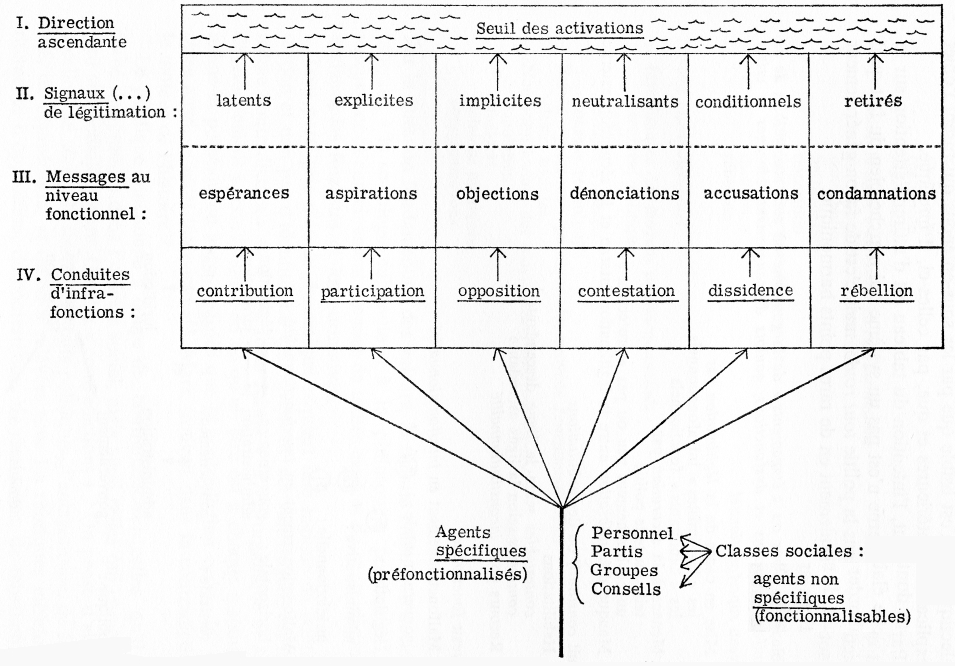 I. Direction
ascendante
Seuil des activations
II. Signaux (...)
de légitimation :
latents explicites implicites neutralisants conditionnels retirés
III. Messages au
niveau
fonctionnel :
espérances aspirations objections dénonciations accusations condamnations
IV. Conduites
d'infra-
fonctions :
contribution participation opposition contestation dissidence rébellion
Agents
spécifiques
(préfonctionnalisés)
Personnel
Partis
Groupes
Conseils
Classes sociales :
agents non
spécifiques
(fonctionnalisables)